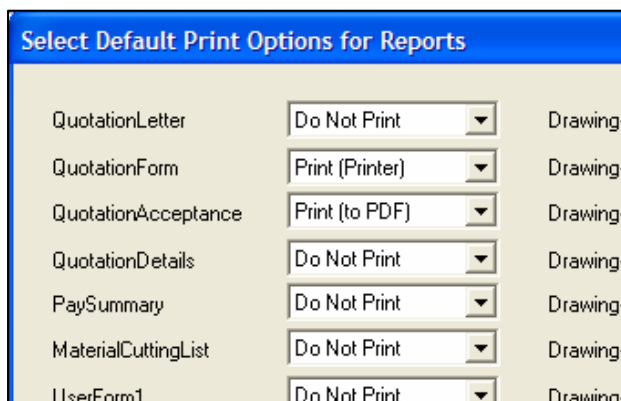 Select Default Print Options for Reports
QuotationLetter Do Not Print Drawing
QuotationForm Print (Printer) Drawing
QuotationAcceptance Print (to PDF) Drawing
QuotationDetails Do Not Print Drawing
PaySummary Do Not Print Drawing
MaterialCuttingList Do Not Print Drawing
UserForm1 Do Not Print Drawing